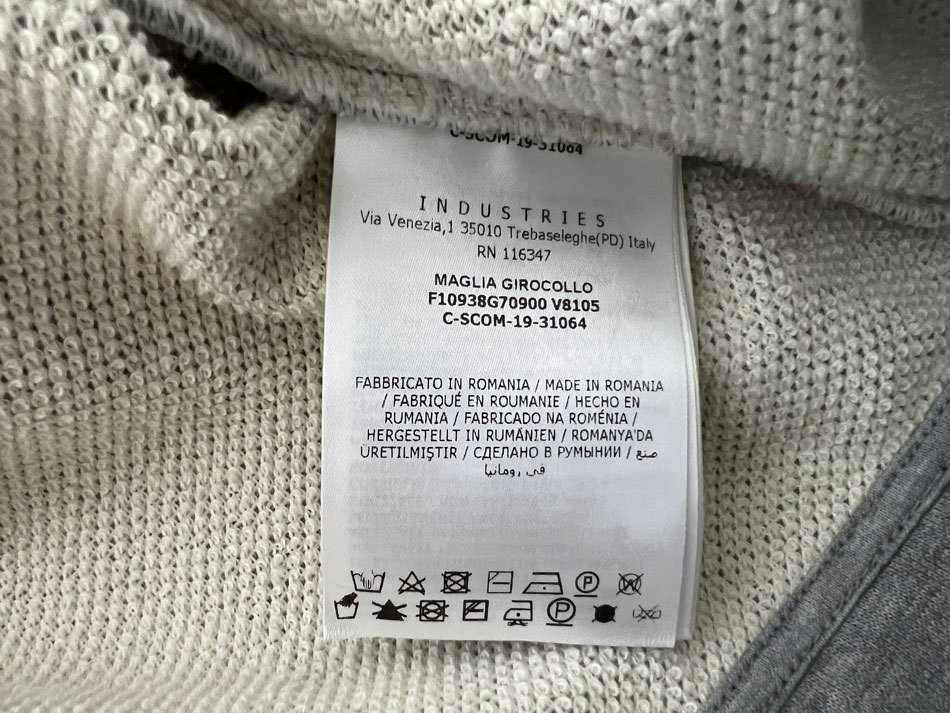 C-SCOM-19-31064
INDUSTRIES
Via Venezia,1 35010 Trebaseleghe(PD) Italy
RN 116347
MAGLIA GIROCOLLO
F10938G70900 V8105
C-SCOM-19-31064
FABBRICATO IN ROMANIA / MADE IN ROMANIA
/ FABRIQUÉ EN ROUMANIE / HECHO EN
RUMANIA / FABRICADO NA ROMÉNIA /
HERGESTELLT IN RUMÄNIEN / ROMANYA'DA
ÜRETILMIŞTIR / СДЕЛАНО В РУМЫНИИ / صنع
في رومانيا
P W
P